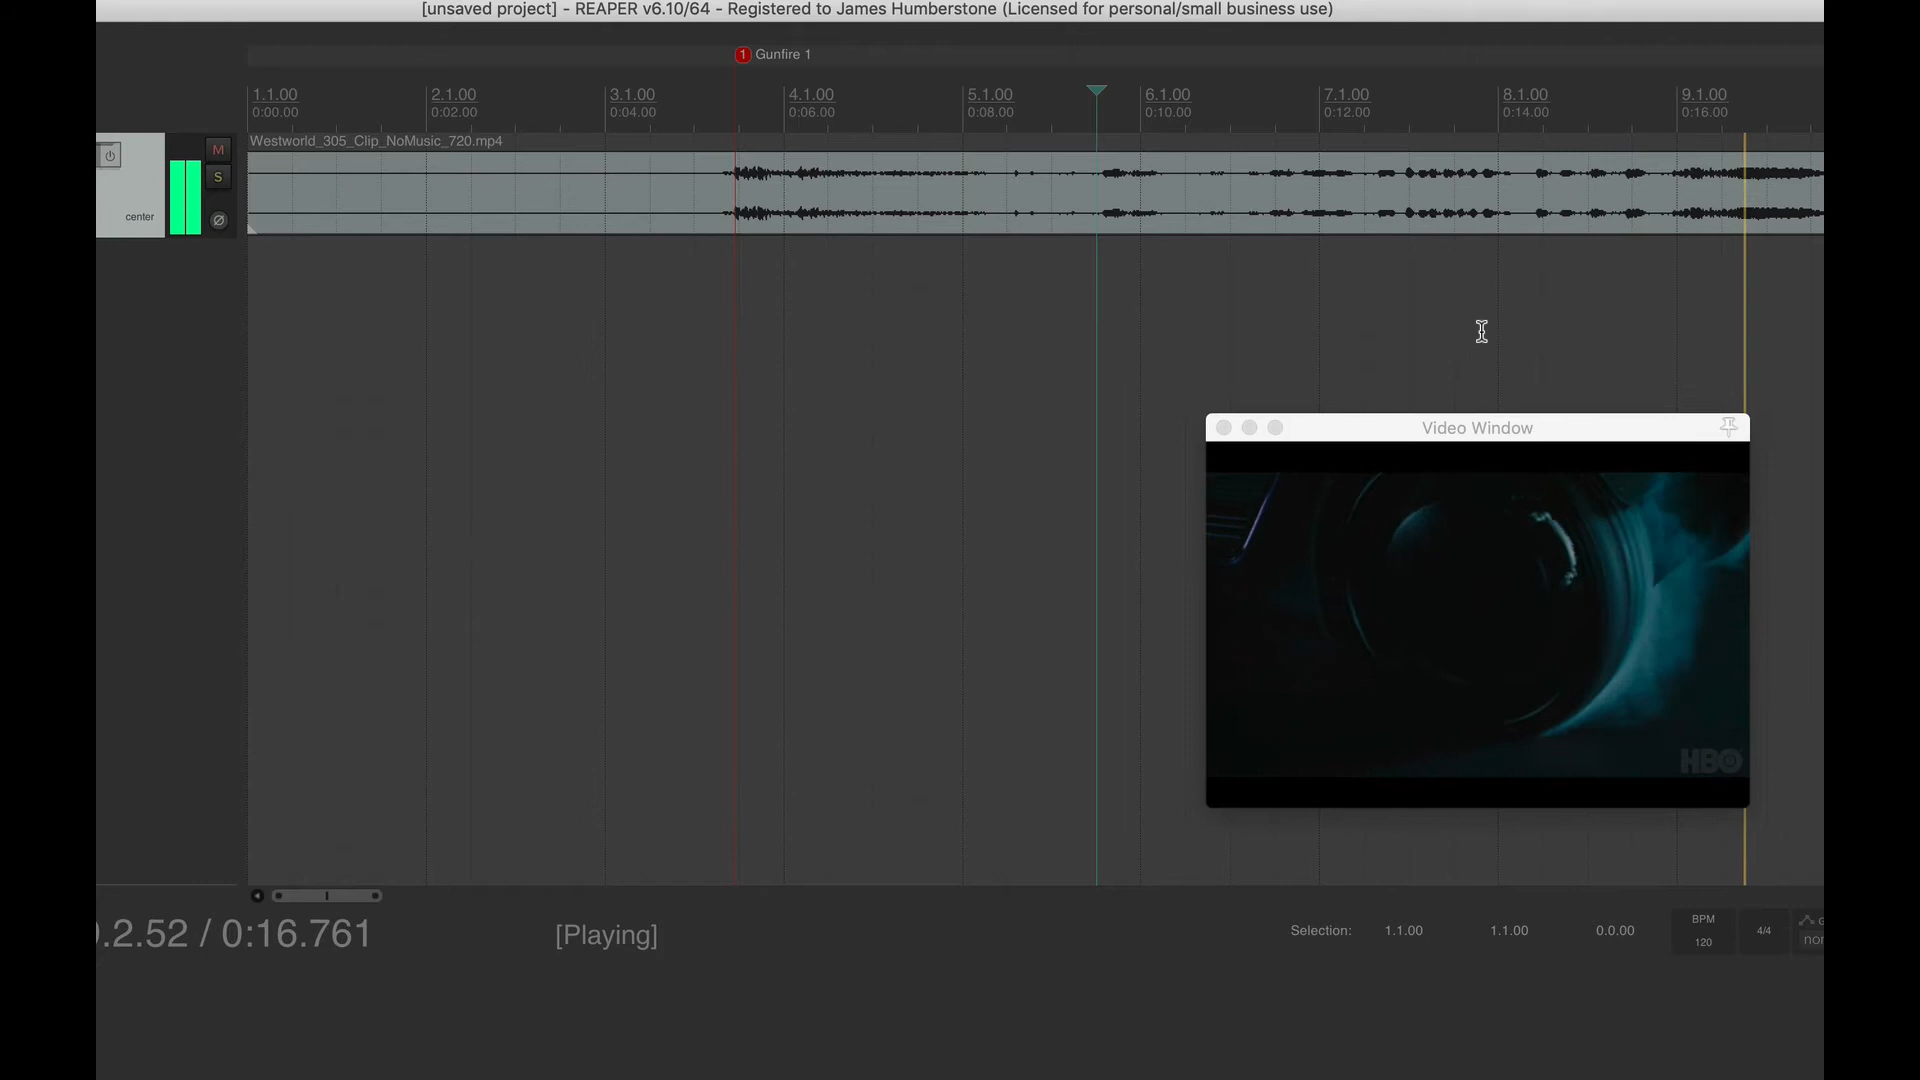 [unsaved project] - REAPER v6.10/64 - Registered to James Humberstone (Licensed for personal/small business use)
1 Gunfire 1
1.1.00 2.1.00 3.1.00 4.1.00 5.1.00 6.1.00 7.1.00 8.1.00 9.1.00
0:00.00 0:02.00 0:04.00 0:06.00 0:08.00 0:10.00 0:12.00 0:14.00 0:16.00
Westworld_305_Clip_NoMusic_720.mp4
M
S
center
Video Window
HBO
.2.52 / 0:16.761
[Playing]
Selection: 1.1.00 1.1.00 0.0.00
BPM
120
4/4